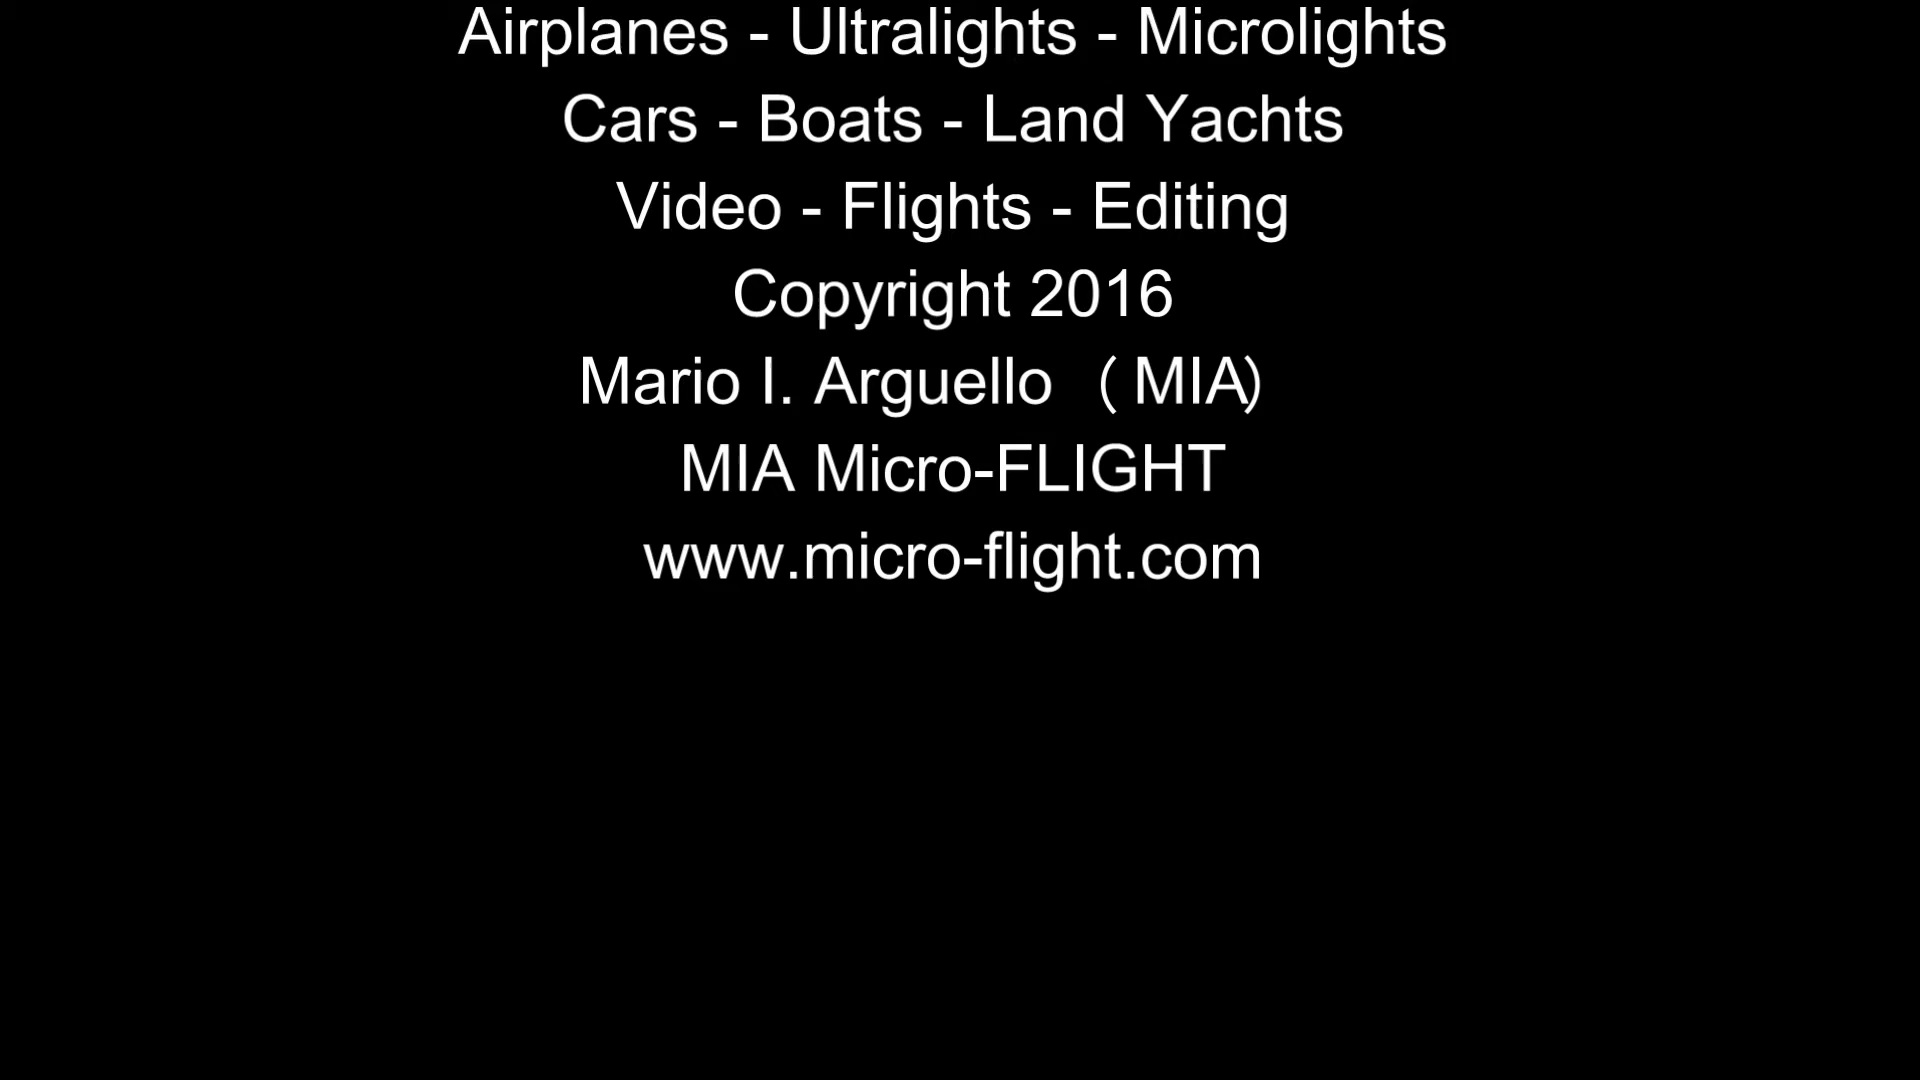 Airplanes - Ultralights - Microlights
Cars - Boats - Land Yachts
Video - Flights - Editing
Copyright 2016
Mario I. Arguello （MIA）
MIA Micro-FLIGHT
www.micro-flight.com